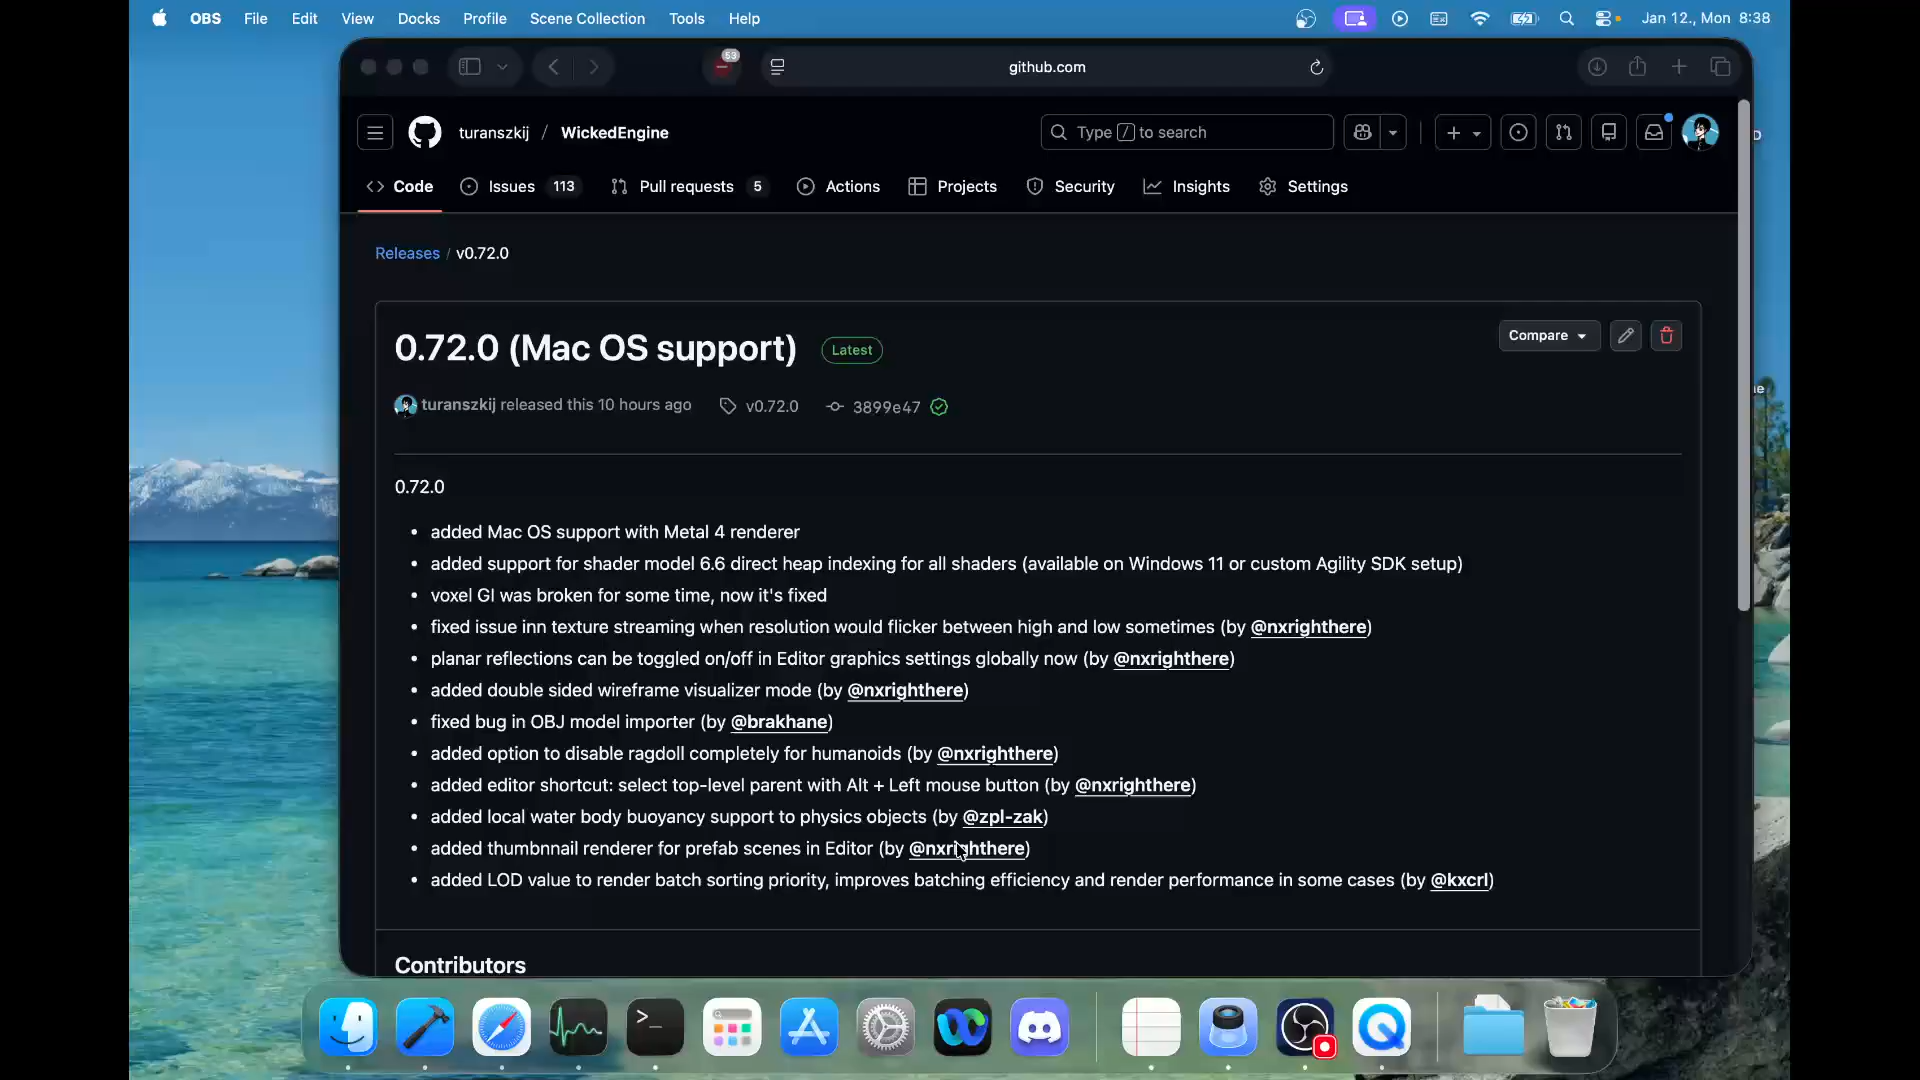 OBS File Edit View Docks Profile Scene Collection Tools Help Jan 12., Mon 8:38
53
github.com
turanszkij / WickedEngine Type / to search
Code Issues 113 Pull requests 5 Actions Projects Security Insights Settings
Releases / v0.72.0
0.72.0 (Mac OS support) Latest Compare
turanszkij released this 10 hours ago v0.72.0 3899e47
0.72.0
• added Mac OS support with Metal 4 renderer
• added support for shader model 6.6 direct heap indexing for all shaders (available on Windows 11 or custom Agility SDK setup)
• voxel GI was broken for some time, now it's fixed
• fixed issue inn texture streaming when resolution would flicker between high and low sometimes (by @nxrighthere)
• planar reflections can be toggled on/off in Editor graphics settings globally now (by @nxrighthere)
• added double sided wireframe visualizer mode (by @nxrighthere)
• fixed bug in OBJ model importer (by @brakhane)
• added option to disable ragdoll completely for humanoids (by @nxrighthere)
• added editor shortcut: select top-level parent with Alt + Left mouse button (by @nxrighthere)
• added local water body buoyancy support to physics objects (by @zpl-zak)
• added thumbnnail renderer for prefab scenes in Editor (by @nxrighthere)
• added LOD value to render batch sorting priority, improves batching efficiency and render performance in some cases (by @kxcrl)
Contributors